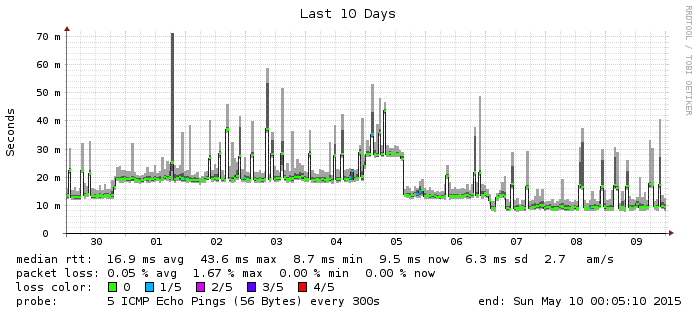 Last 10 Days
RRDTOOL / TOBI OETIKER
Seconds
70 m
60 m
50 m
40 m
30 m
20 m
10 m
0
30 01 02 03 04 05 06 07 08 09
median rtt: 16.9 ms avg 43.6 ms max 8.7 ms min 9.5 ms now 6.3 ms sd 2.7 am/s
packet loss: 0.05 % avg 1.67 % max 0.00 % min 0.00 % now
loss color: 0 1/5 2/5 3/5 4/5
probe: 5 ICMP Echo Pings (56 Bytes) every 300s end: Sun May 10 00:05:10 2015